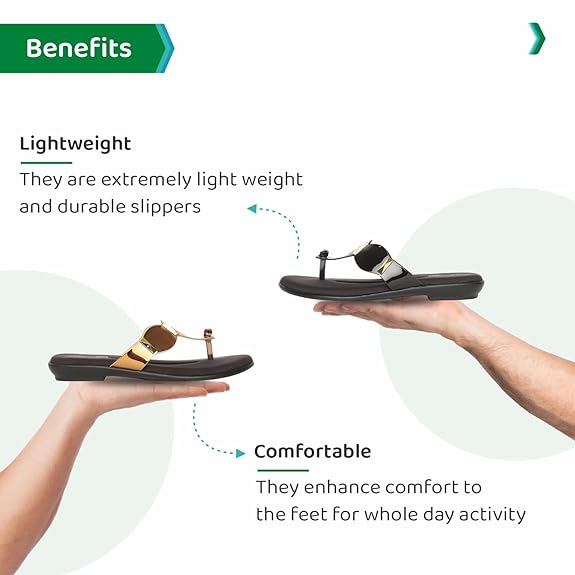 Benefits
Lightweight
They are extremely light weight
and durable slippers
Comfortable
They enhance comfort to
the feet for whole day activity